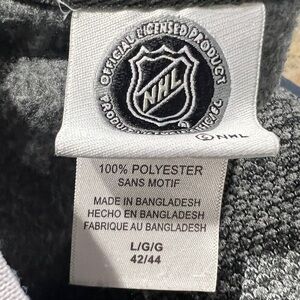 OFFICIAL LICENSED PRODUCT
NHL
© NHL
100% POLYESTER
SANS MOTIF
MADE IN BANGLADESH
HECHO EN BANGLADESH
FABRIQUE AU BANGLADESH
L/G/G
42/44